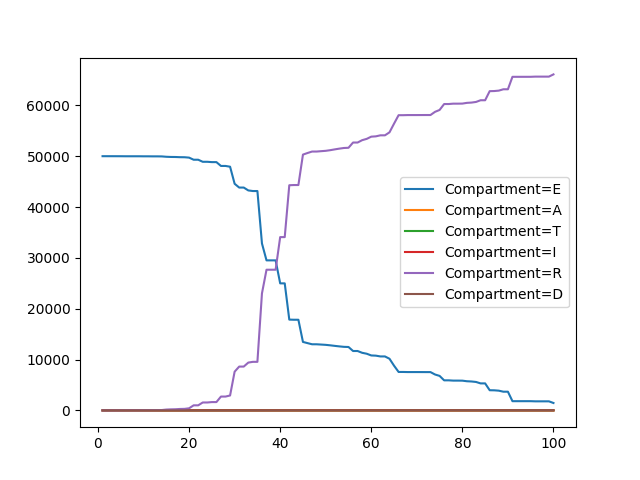 60000
50000
40000
30000
20000
10000
0
0 20 40 60 80 100
Compartment=E
Compartment=A
Compartment=T
Compartment=I
Compartment=R
Compartment=D